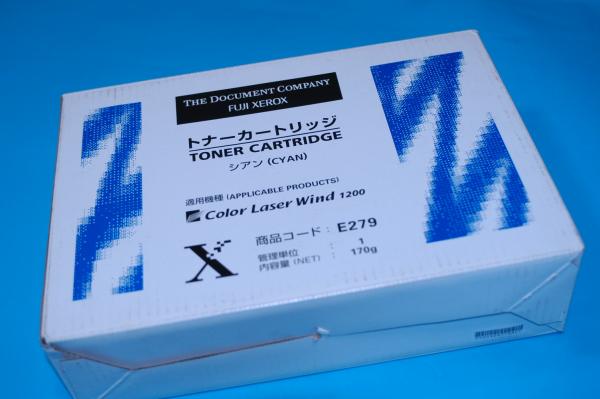 THE DOCUMENT COMPANY
FUJI XEROX
トナーカートリッジ
TONER CARTRIDGE
シアン (CYAN)
適用機種 (APPLICABLE PRODUCTS)
Color Laser Wind 1200
X
商品コード : E279
管理単位 : 1
内容量 (NET) : 170g